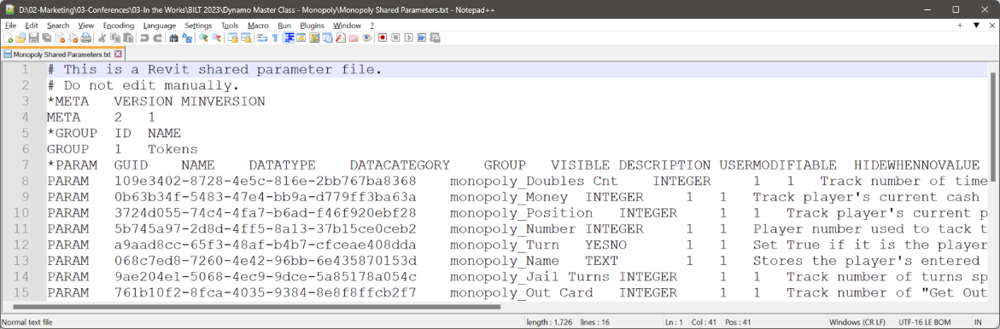 D:\02-Marketing\03-Conferences\03-In the Works\BILT 2023\Dynamo Master Class - Monopoly\Monopoly Shared Parameters.txt - Notepad++
File Edit Search View Encoding Language Settings Tools Macro Run Plugins Window ?
Monopoly Shared Parameters.txt
1 # This is a Revit shared parameter file.
2 # Do not edit manually.
3 *META VERSION MINVERSION
4 META 2 1
5 *GROUP ID NAME
6 GROUP 1 Tokens
7 *PARAM GUID NAME DATATYPE DATACATEGORY GROUP VISIBLE DESCRIPTION USERMODIFIABLE HIDEWHENNOVALUE
8 PARAM 109e3402-8728-4e5c-816e-2bb767ba8368 monopoly_Doubles Cnt INTEGER 1 1 Track number of time
9 PARAM 0b63b34f-5483-47e4-bb9a-d779ff3ba63a monopoly_Money INTEGER 1 1 Track player's current cash
10 PARAM 3724d055-74c4-4fa7-b6ad-f46f920ebf28 monopoly_Position INTEGER 1 1 Track player's current p
11 PARAM 5b745a97-2d8d-4ff5-8a13-37b15ce0ceb2 monopoly_Number INTEGER 1 1 Player number used to tack t
12 PARAM a9aad8cc-65f3-48af-b4b7-cfceae408dda monopoly_Turn YESNO 1 1 Set True if it is the player
13 PARAM 068c7ed8-7260-4e42-96bb-6e435870153d monopoly_Name TEXT 1 1 Stores the player's entered
14 PARAM 9ae204e1-5068-4ec9-9dce-5a85178a054c monopoly_Jail Turns INTEGER 1 1 Track number of turns sp
15 PARAM 761b10f2-8fca-4035-9384-8e8f8ffcb2f7 monopoly_Out Card INTEGER 1 1 Track number of "Get Out
Normal text file length : 1,726 lines : 16 Ln : 1 Col : 41 Pos : 41 Windows (CR LF) UTF-16 LE BOM IN